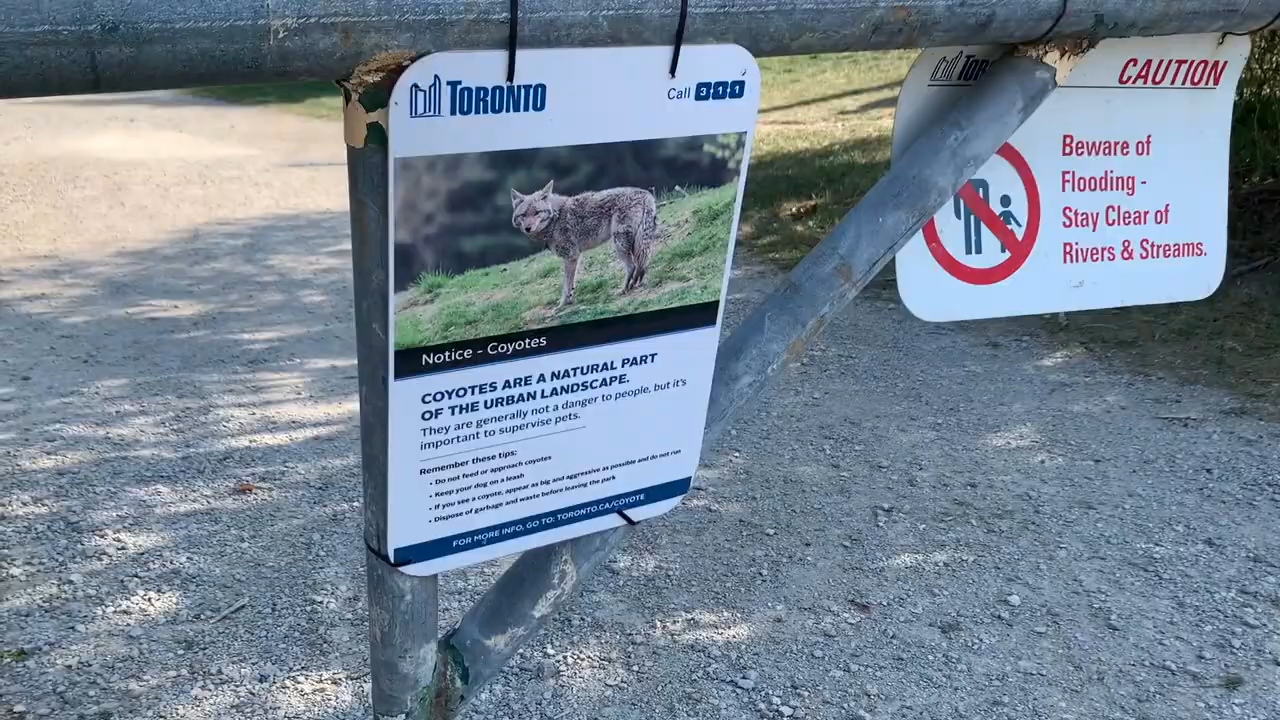 TORONTO
Call 311
Notice - Coyotes
COYOTES ARE A NATURAL PART
OF THE URBAN LANDSCAPE.
They are generally not a danger to people, but it's
important to supervise pets.
Remember these tips:
• Do not feed or approach coyotes
• Keep your dog on a leash
• If you see a coyote, appear as big and aggressive as possible and do not run
• Dispose of garbage and waste before leaving the park
FOR MORE INFO, GO TO: TORONTO.CA/COYOTE
TOR
CAUTION
Beware of
Flooding -
Stay Clear of
Rivers & Streams.